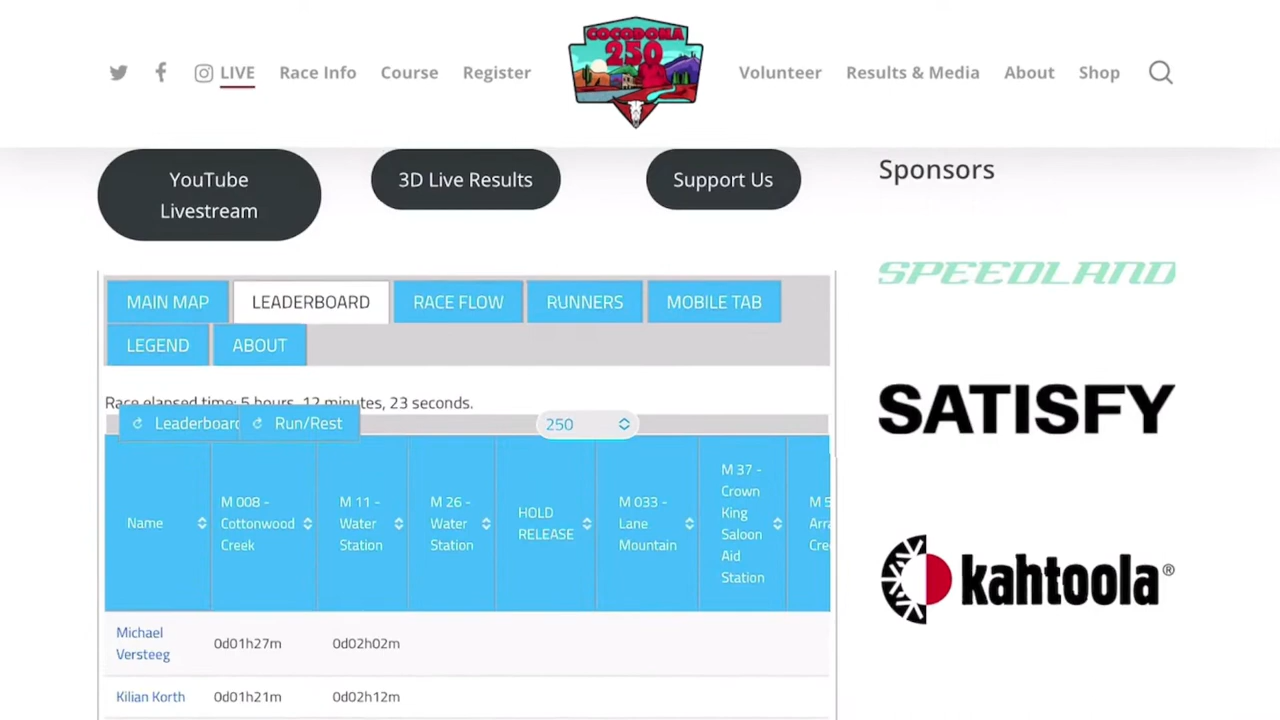 LIVE
Race Info
Course
Register
COCODONA
250
Volunteer
Results & Media
About
Shop
YouTube
Livestream
3D Live Results
Support Us
Sponsors
SPEEDLAND
SATISFY
kahtoola®
MAIN MAP
LEADERBOARD
RACE FLOW
RUNNERS
MOBILE TAB
LEGEND
ABOUT
Race elapsed time: 5 hours, 12 minutes, 23 seconds.
Leaderboard
Run/Rest
250
Name
M 008 -
Cottonwood
Creek
M 11 -
Water
Station
M 26 -
Water
Station
HOLD
RELEASE
M 033 -
Lane
Mountain
M 37 -
Crown
King
Saloon
Aid
Station
Michael
Versteeg
0d01h27m
0d02h02m
Kilian Korth
0d01h21m
0d02h12m